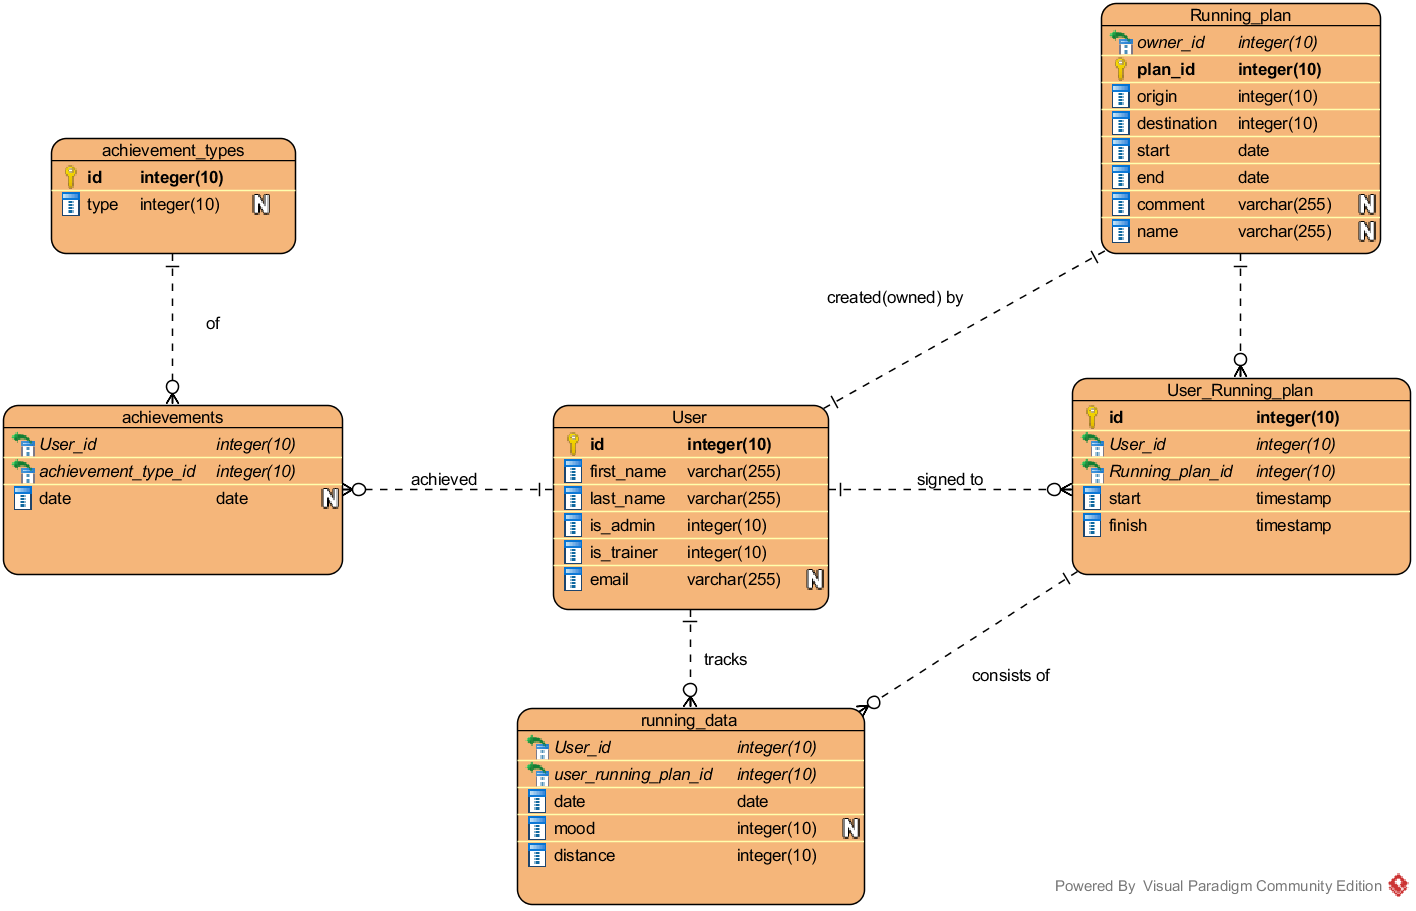 Running_plan
owner_id integer(10)
plan_id integer(10)
origin integer(10)
destination integer(10)
start date
end date
comment varchar(255) N
name varchar(255) N
achievement_types
id integer(10)
type integer(10) N
created(owned) by
of
achievements
User_id integer(10)
achievement_type_id integer(10)
date date N
achieved
User
id integer(10)
first_name varchar(255)
last_name varchar(255)
is_admin integer(10)
is_trainer integer(10)
email varchar(255) N
signed to
User_Running_plan
id integer(10)
User_id integer(10)
Running_plan_id integer(10)
start timestamp
finish timestamp
tracks
consists of
running_data
User_id integer(10)
user_running_plan_id integer(10)
date date
mood integer(10) N
distance integer(10)
Powered By Visual Paradigm Community Edition